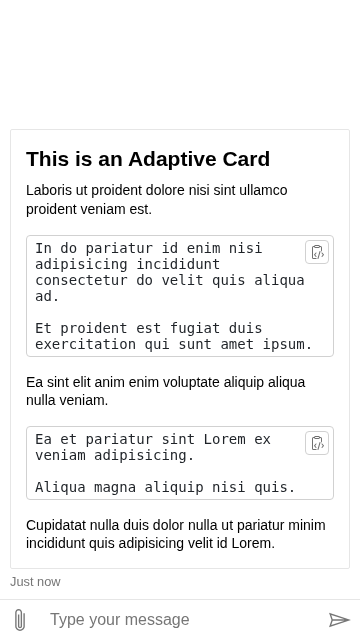 This is an Adaptive Card
Laboris ut proident dolore nisi sint ullamco
proident veniam est.
In do pariatur id enim nisi
adipisicing incididunt
consectetur do velit quis aliqua
ad.
Et proident est fugiat duis
exercitation qui sunt amet ipsum.
Ea sint elit anim enim voluptate aliquip aliqua
nulla veniam.
Ea et pariatur sint Lorem ex
veniam adipisicing.
Aliqua magna aliquip nisi quis.
Cupidatat nulla duis dolor nulla ut pariatur minim
incididunt quis adipisicing velit id Lorem.
Just now
Type your message